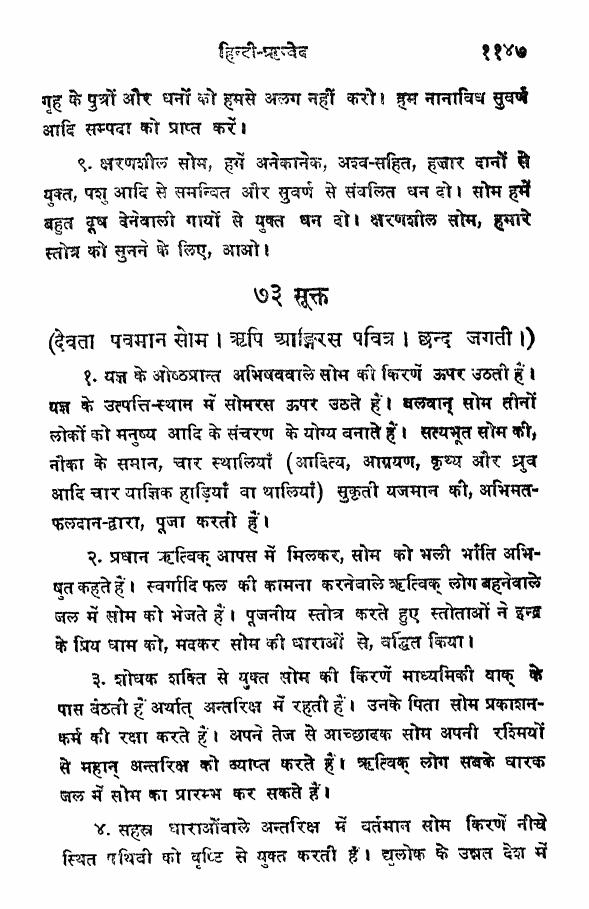 हिन्दी-ऋग्वेद ११४७
गृह के पुत्रों और धनों को हमसे अलग नहीं करो। हम नानाविध सुवर्ण
आदि सम्पदा को प्राप्त करें।
९. क्षरणशील सोम, हमें अनेकानेक, अश्व-सहित, हजार दानों से
युक्त, पशु आदि से समन्वित और सुवर्ण से संवलित धन दो। सोम हमें
बहुत दूध देनेवाली गायों से युक्त धन दो। क्षरणशील सोम, हमारे
स्तोत्र को सुनने के लिए, आओ।
७३ सूक्त
(देवता पवमान सोम। ऋषि आङ्गिरस पवित्र। छन्द जगती।)
१. यज्ञ के ओष्ठप्रान्त अभिषववाले सोम की किरणें ऊपर उठती हैं।
यज्ञ के उत्पत्ति-स्थाम में सोमरस ऊपर उठते हैं। बलवान् सोम तीनों
लोकों को मनुष्य आदि के संचरण के योग्य बनाते हैं। सत्यभूत सोम की,
नौका के समान, चार स्थालियाँ (आदित्य, आग्रयण, कृथ्य और ध्रुव
आदि चार याज्ञिक हाड़ियाँ वा थालियाँ) सुकृती यजमान की, अभिमत-
फलदान-द्वारा, पूजा करती हैं।
२. प्रधान ऋत्विक् आपस में मिलकर, सोम को भली भाँति अभि-
षुत कहते हैं। स्वर्गादि फल की कामना करनेवाले ऋत्विक् लोग बहनेवाले
जल में सोम को भेजते हैं। पूजनीय स्तोत्र करते हुए स्तोताओं ने इन्द्र
के प्रिय धाम को, मदकर सोम की धाराओं से, वर्द्धित किया।
३. शोधक शक्ति से युक्त सोम की किरणें माध्यमिकी वाक् के
पास बैठती हैं अर्थात् अन्तरिक्ष में रहती हैं। उनके पिता सोम प्रकाशन-
कर्म की रक्षा करते हैं। अपने तेज से आच्छादक सोम अपनी रश्मियों
से महान् अन्तरिक्ष को व्याप्त करते हैं। ऋत्विक् लोग सबके धारक
जल में सोम का प्रारम्भ कर सकते हैं।
४. सहस्र धाराओंवाले अन्तरिक्ष में वर्तमान सोम किरणें नीचे
स्थित पृथिवी को वृष्टि से युक्त करती हैं। द्युलोक के उन्नत देश में